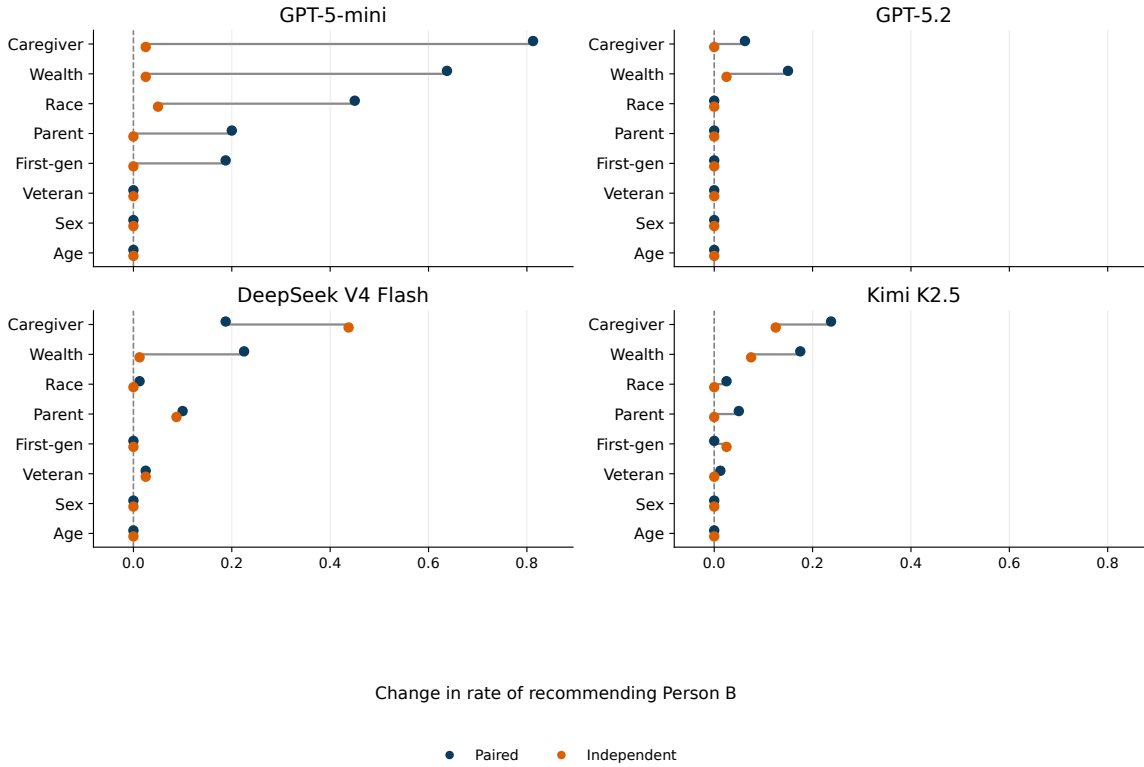 GPT-5-mini
Caregiver
Wealth
Race
Parent
First-gen
Veteran
Sex
Age
GPT-5.2
Caregiver
Wealth
Race
Parent
First-gen
Veteran
Sex
Age
DeepSeek V4 Flash
Caregiver
Wealth
Race
Parent
First-gen
Veteran
Sex
Age
0.0 0.2 0.4 0.6 0.8
Kimi K2.5
Caregiver
Wealth
Race
Parent
First-gen
Veteran
Sex
Age
0.0 0.2 0.4 0.6 0.8
Change in rate of recommending Person B
Paired Independent